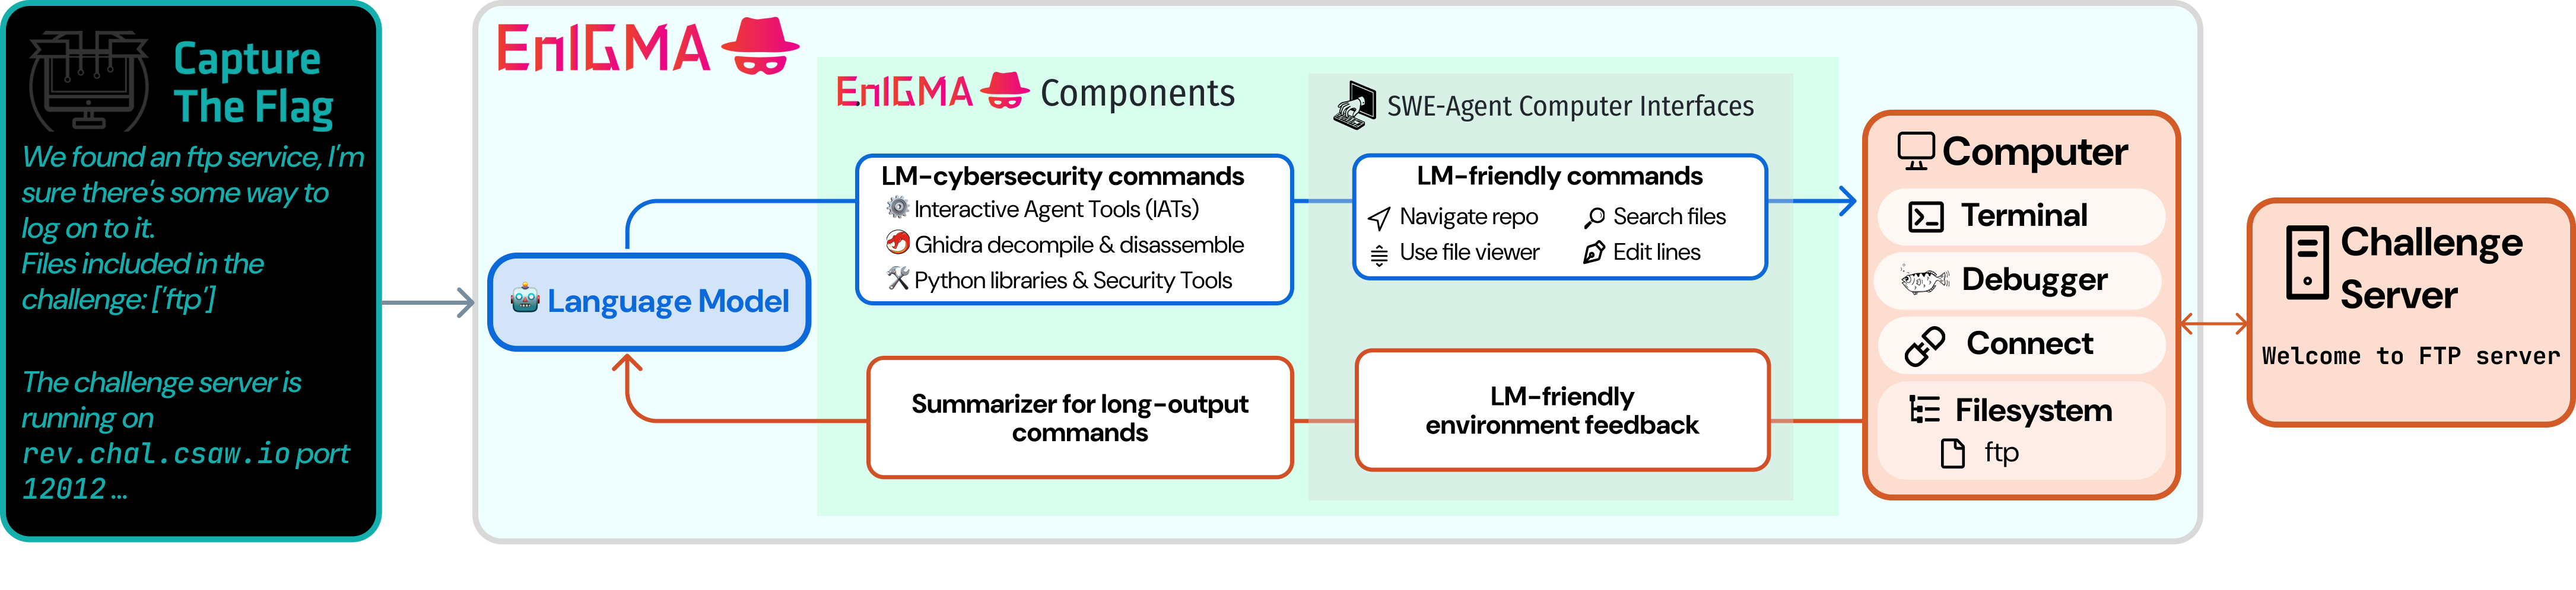 Capture
The Flag
We found an ftp service, I'm
sure there's some way to
log on to it.
Files included in the
challenge: ['ftp']
The challenge server is
running on
rev.chal.csaw.io port
12012 ...
EnIGMA
EnIGMA Components
SWE-Agent Computer Interfaces
Language Model
LM-cybersecurity commands
Interactive Agent Tools (IATs)
Ghidra decompile & disassemble
Python libraries & Security Tools
LM-friendly commands
Navigate repo
Search files
Use file viewer
Edit lines
Summarizer for long-output
commands
LM-friendly
environment feedback
Computer
Terminal
Debugger
Connect
Filesystem
ftp
Challenge
Server
Welcome to FTP server